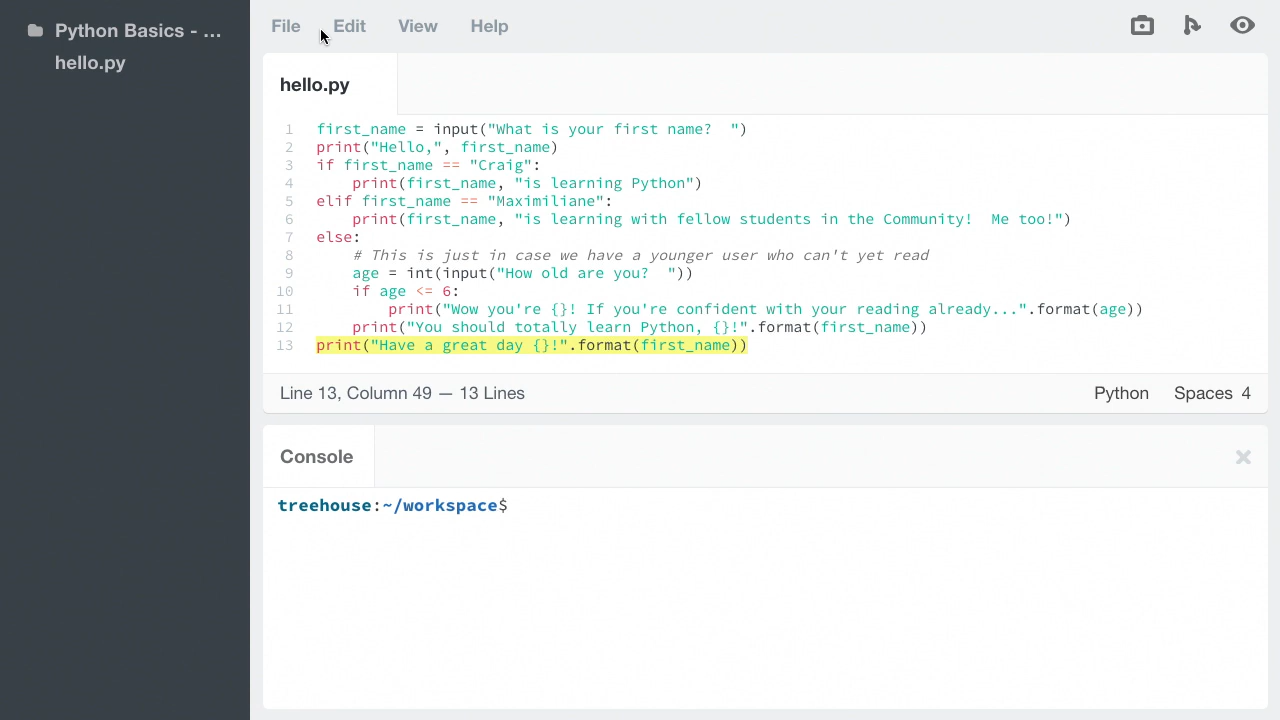 Python Basics - ...
hello.py
File Edit View Help
hello.py
1 first_name = input("What is your first name?  ")
2 print("Hello,", first_name)
3 if first_name == "Craig":
4     print(first_name, "is learning Python")
5 elif first_name == "Maximiliane":
6     print(first_name, "is learning with fellow students in the Community!  Me too!")
7 else:
8     # This is just in case we have a younger user who can't yet read
9     age = int(input("How old are you?  "))
10     if age <= 6:
11         print("Wow you're {}! If you're confident with your reading already...".format(age))
12     print("You should totally learn Python, {}!".format(first_name))
13 print("Have a great day {}!".format(first_name))
Line 13, Column 49 — 13 Lines Python Spaces 4
Console
treehouse:~/workspace$